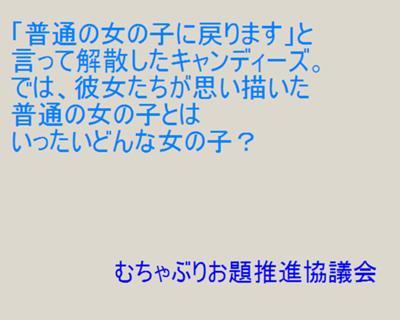 「普通の女の子に戻ります」と
言って解散したキャンディーズ。
では、彼女たちが思い描いた
普通の女の子とは
いったいどんな女の子？
むちゃぶりお題推進協議会